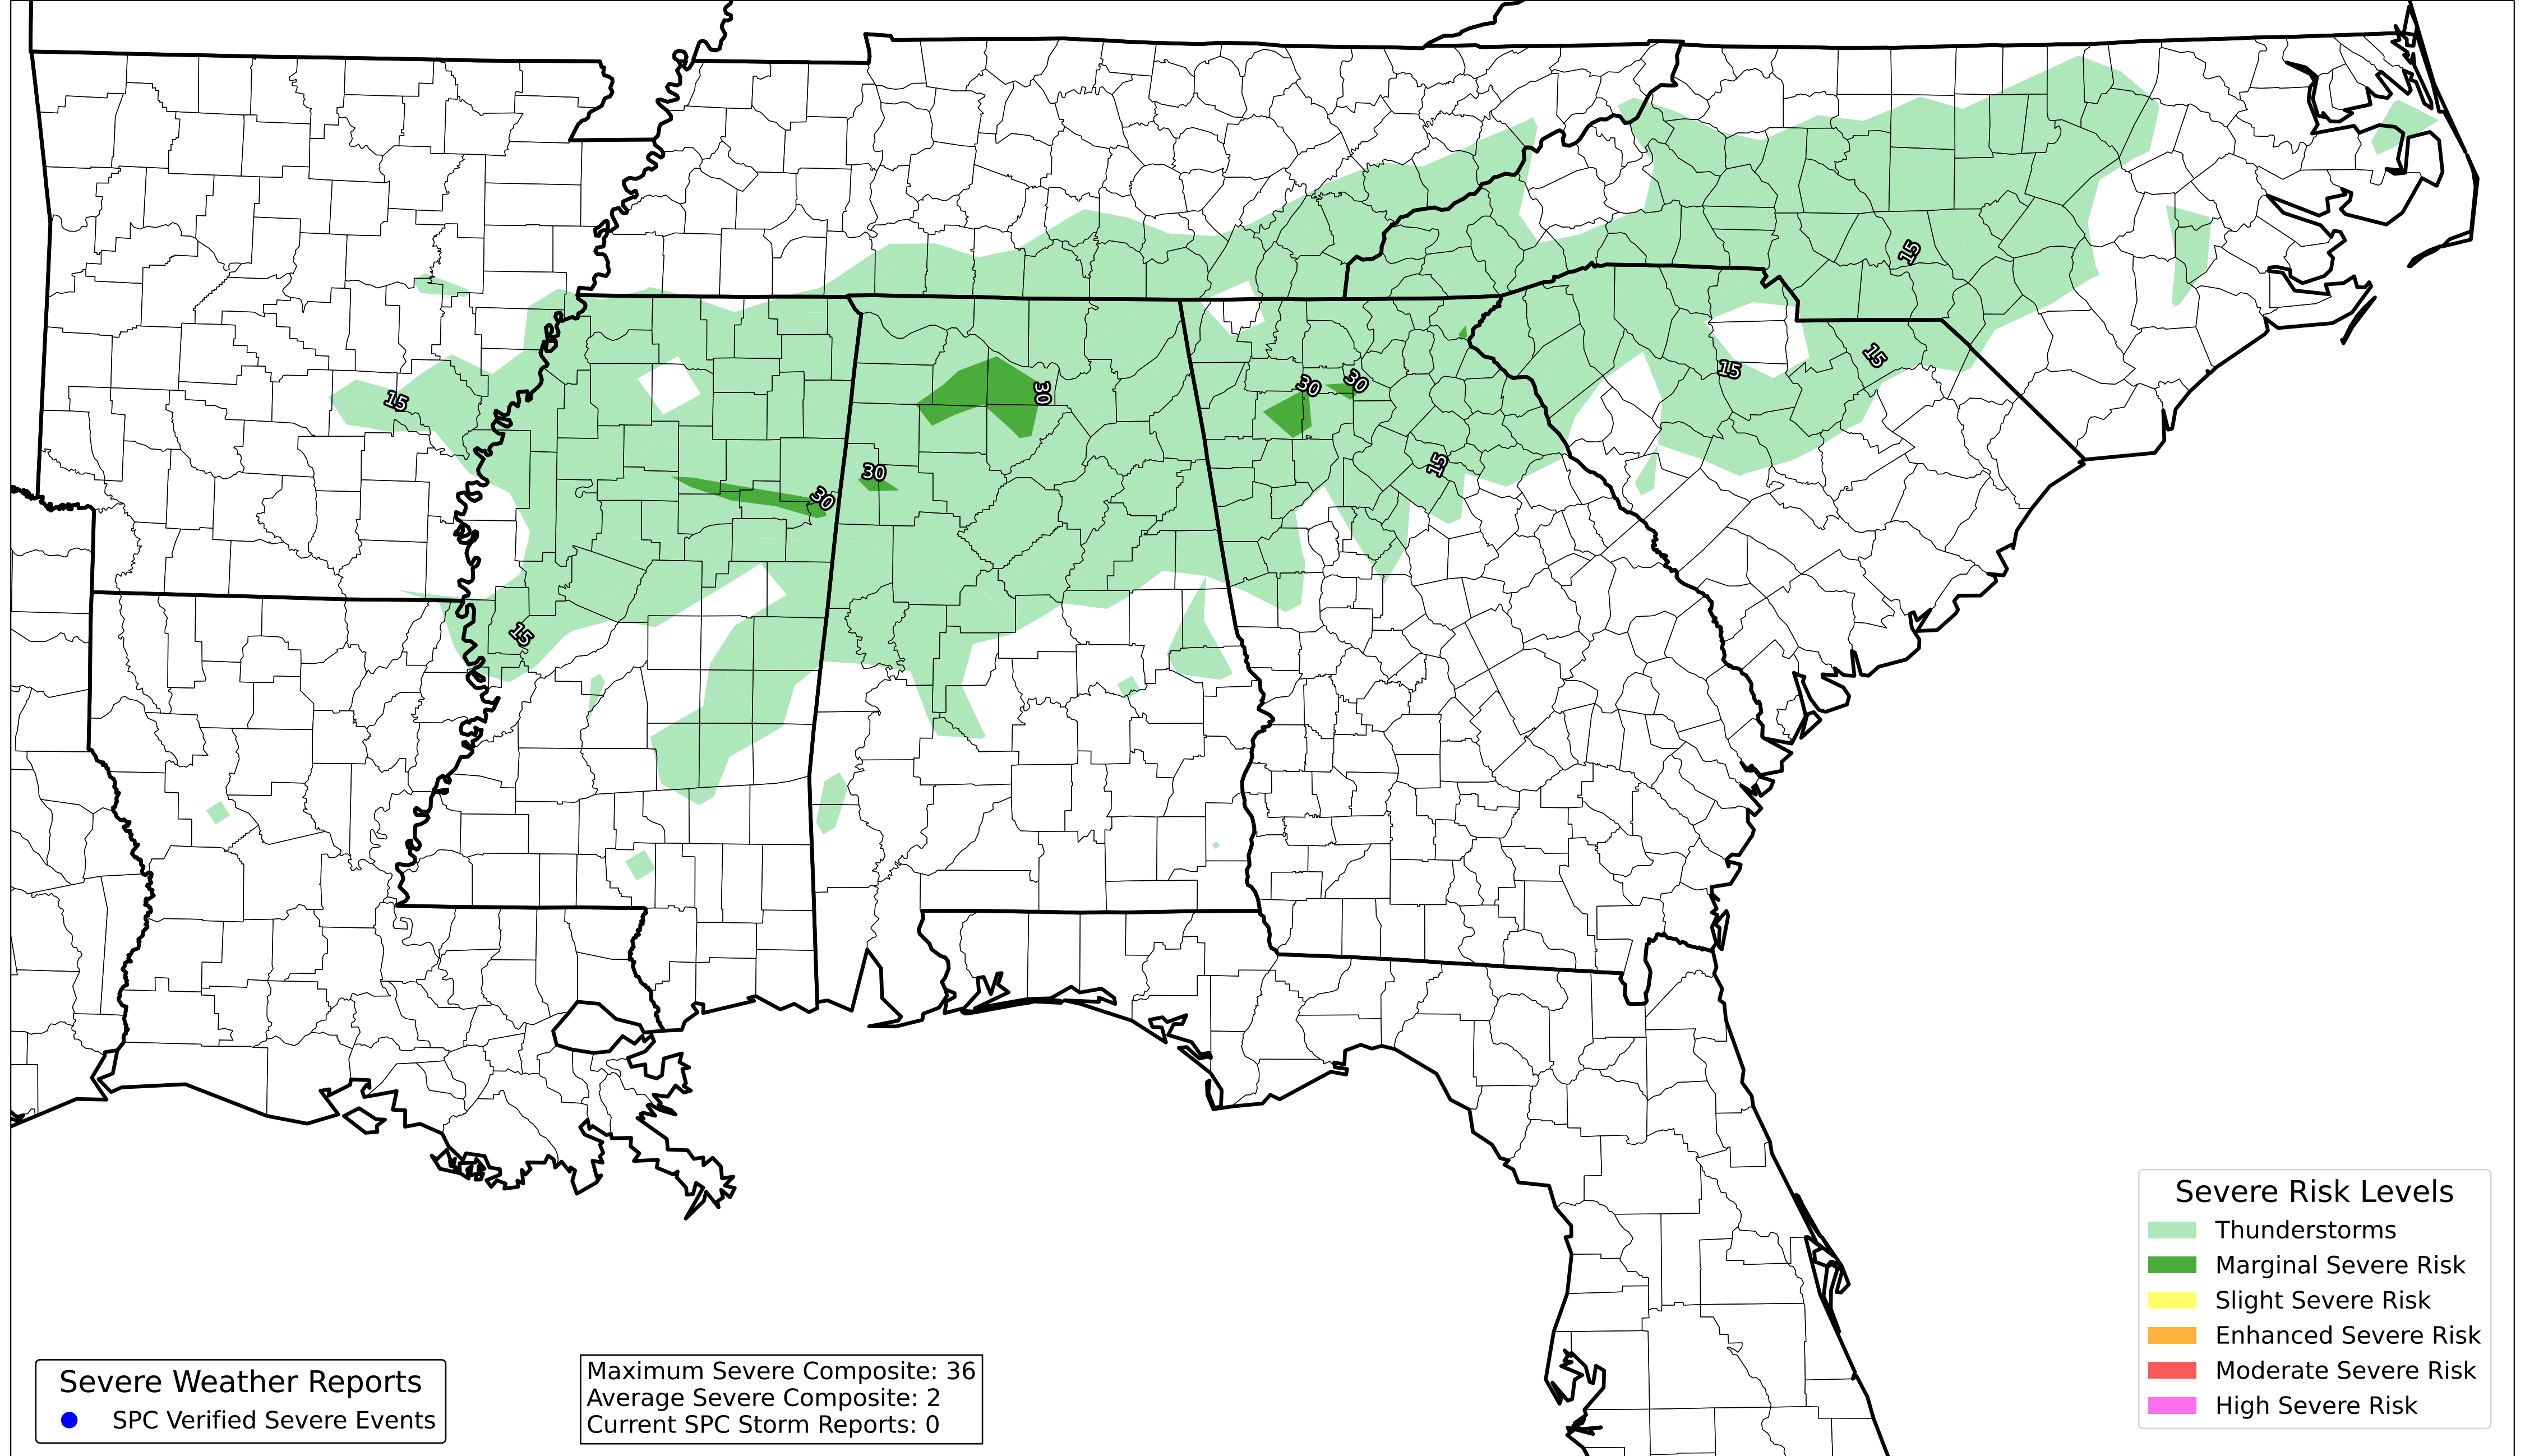 15
15
15
15
30
30
30
15
30
30
15
Severe Risk Levels
Thunderstorms
Marginal Severe Risk
Slight Severe Risk
Enhanced Severe Risk
Moderate Severe Risk
High Severe Risk
Severe Weather Reports
SPC Verified Severe Events
Maximum Severe Composite: 36
Average Severe Composite: 2
Current SPC Storm Reports: 0